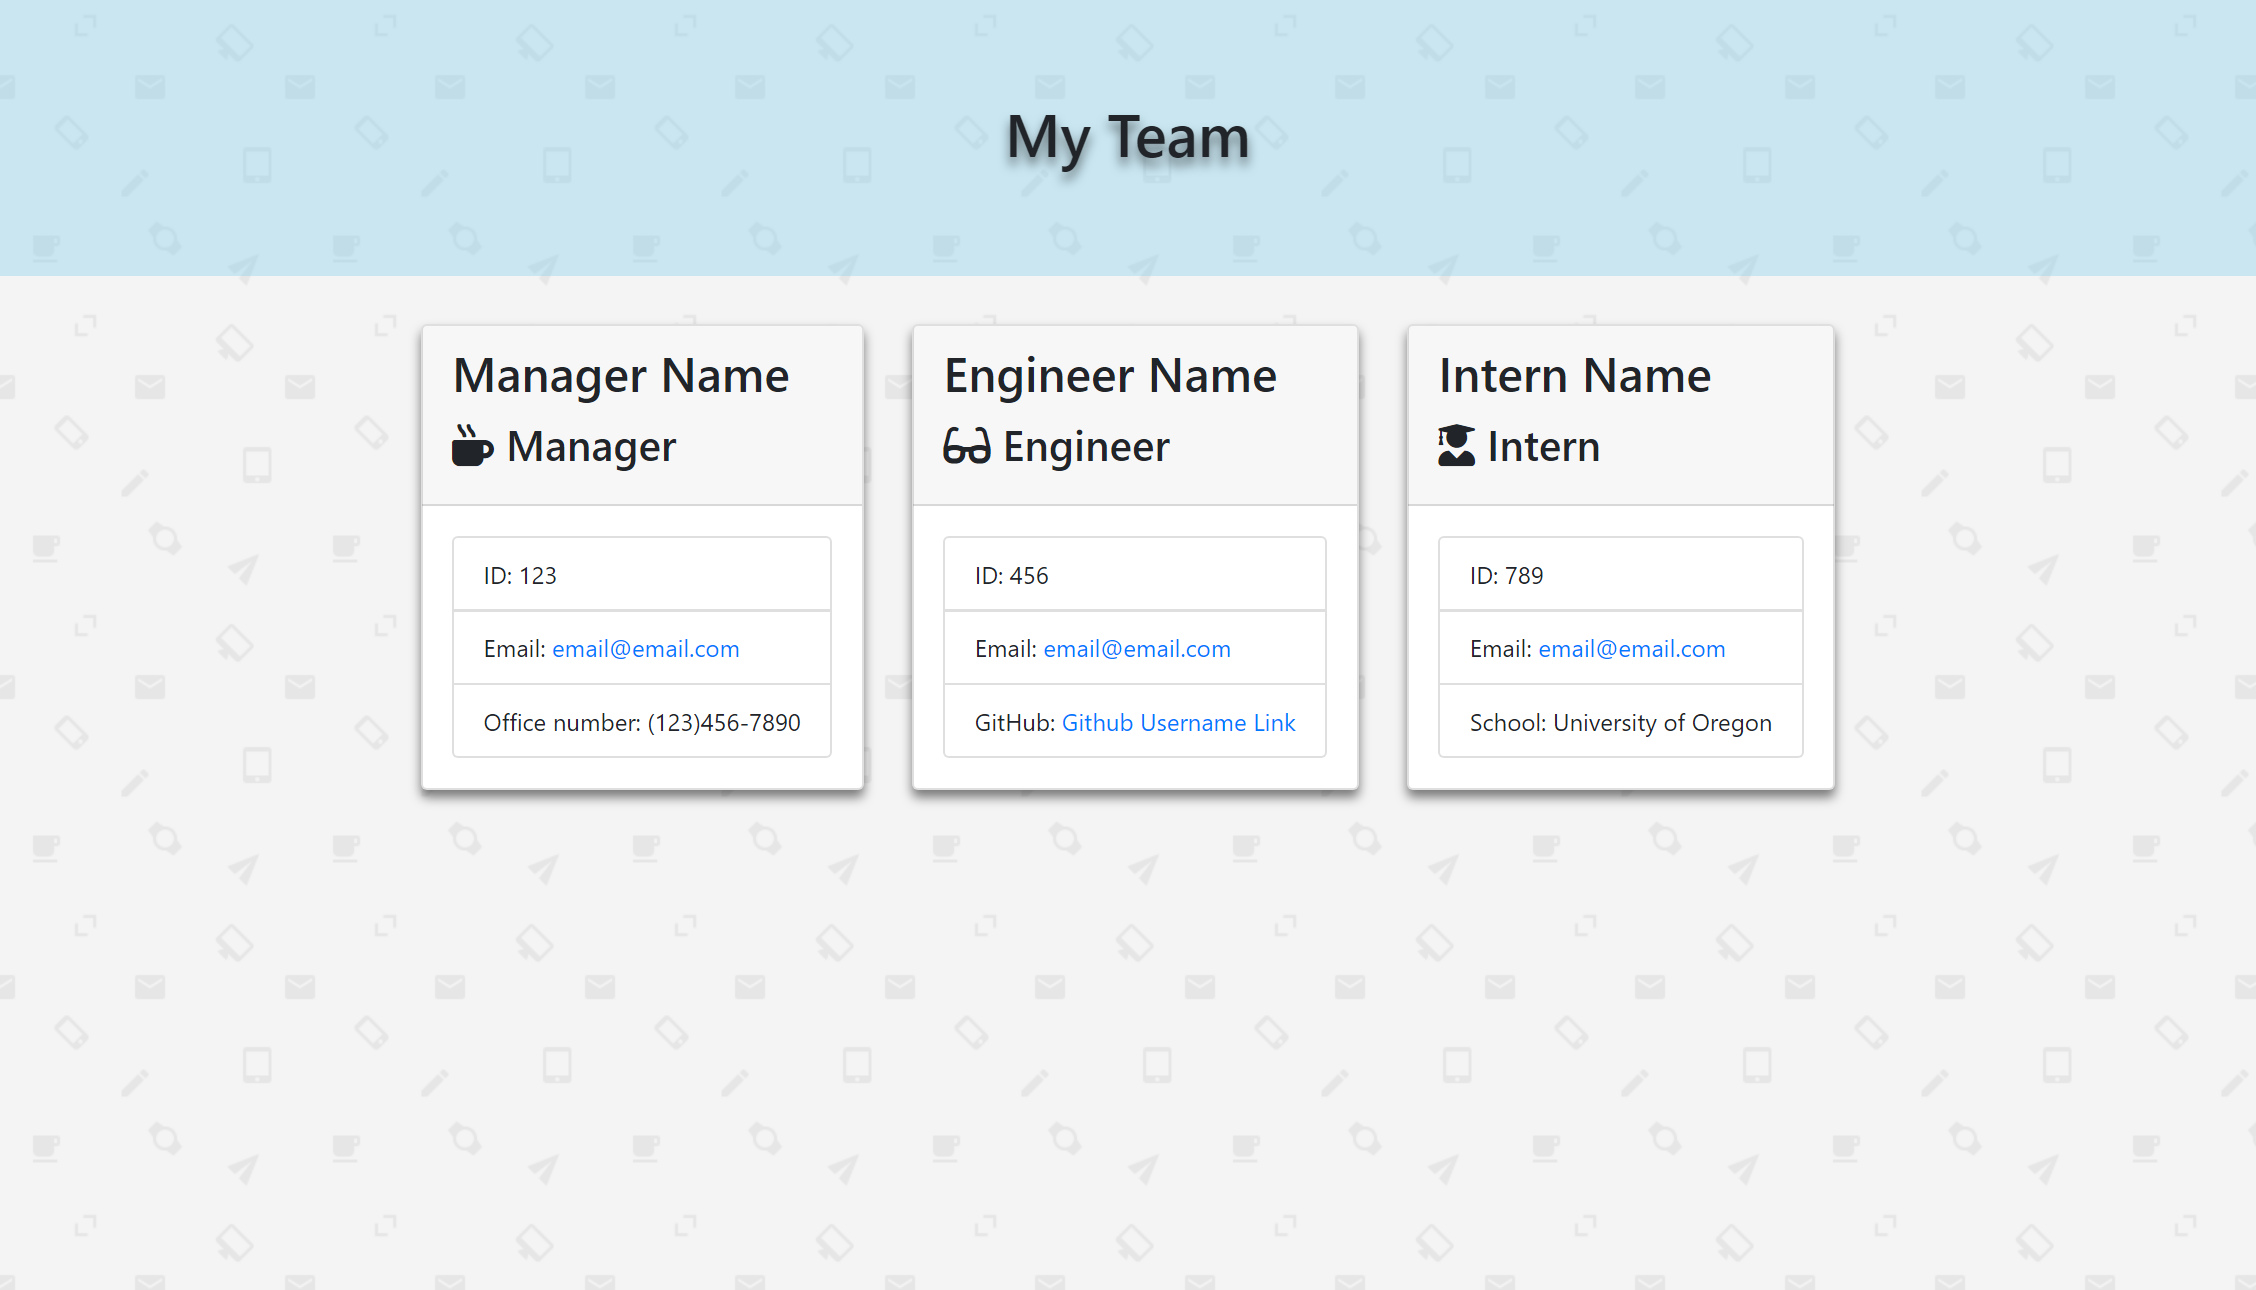 My Team
Manager Name
Manager
ID: 123
Email: email@email.com
Office number: (123)456-7890
Engineer Name
Engineer
ID: 456
Email: email@email.com
GitHub: Github Username Link
Intern Name
Intern
ID: 789
Email: email@email.com
School: University of Oregon